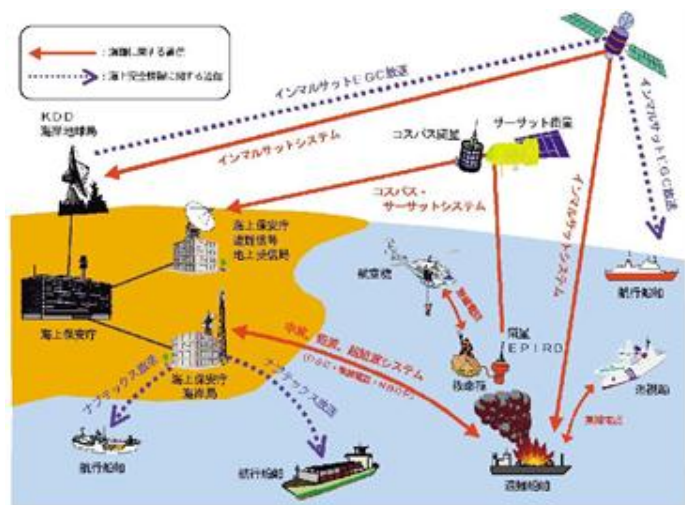 ：遭難に関する通信
：海上安全情報に関する通信
KDD
海岸地球局
インマルサットEGC放送
インマルサットシステム
コスパス衛星
サーサット衛星
コスパス・
サーサットシステム
インマルサットシステム
インマルサットEGC放送
海上保安庁
遭難信号
地上受信局
航空機
無線電話
航行船舶
海上保安庁
衛星
EPIRB
救命筏
巡視船
中波，短波，超短波システム
（DSC・無線電話・NBDP）
海上保安庁
海岸局
ナブテックス放送
ナブテックス放送
無線電話
航行船舶
航行船舶
遭難船舶